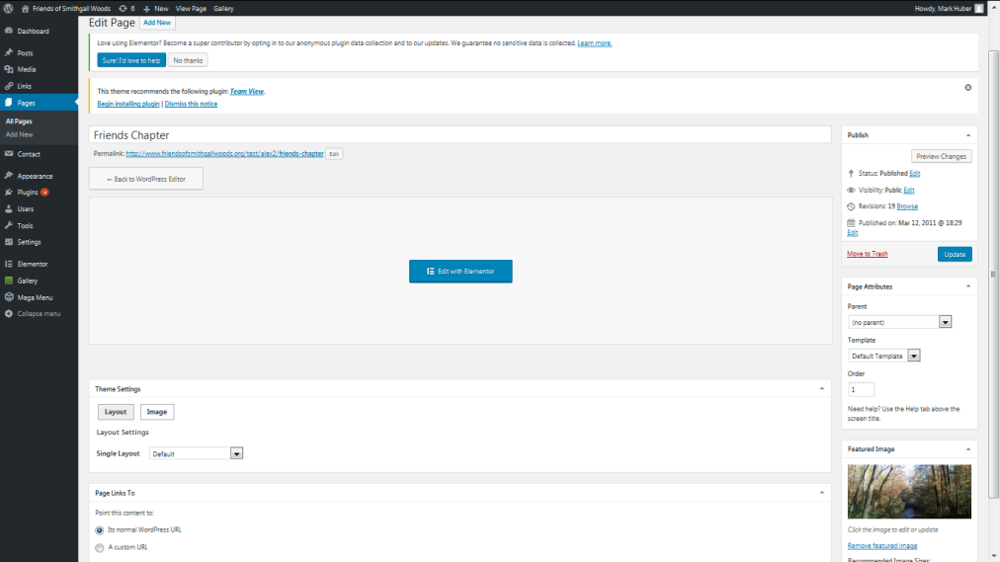 Friends of Smithgall Woods 6 New View Page Gallery Howdy, Mark Huber
Dashboard
Posts
Media
Links
Pages
All Pages
Add New
Contact
Appearance
Plugins 4
Users
Tools
Settings
Elementor
Gallery
Mega Menu
Collapse menu
Edit Page Add New
Love using Elementor? Become a super contributor by opting in to our anonymous plugin data collection and to our updates. We guarantee no sensitive data is collected. Learn more.
Sure! I'd love to help No thanks
This theme recommends the following plugin: Team View.
Begin installing plugin | Dismiss this notice
Friends Chapter
Permalink: http://www.friendsofsmithgallwoods.org/test/alex2/friends-chapter Edit
← Back to WordPress Editor
Edit with Elementor
Theme Settings
Layout Image
Layout Settings
Single Layout Default
Page Links To
Point this content to:
Its normal WordPress URL
A custom URL
Publish
Preview Changes
Status: Published Edit
Visibility: Public Edit
Revisions: 19 Browse
Published on: Mar 12, 2011 @ 18:29
Edit
Move to Trash Update
Page Attributes
Parent
(no parent)
Template
Default Template
Order
1
Need help? Use the Help tab above the
screen title.
Featured Image
Click the image to edit or update
Remove featured image
Recommended Image Sizes: